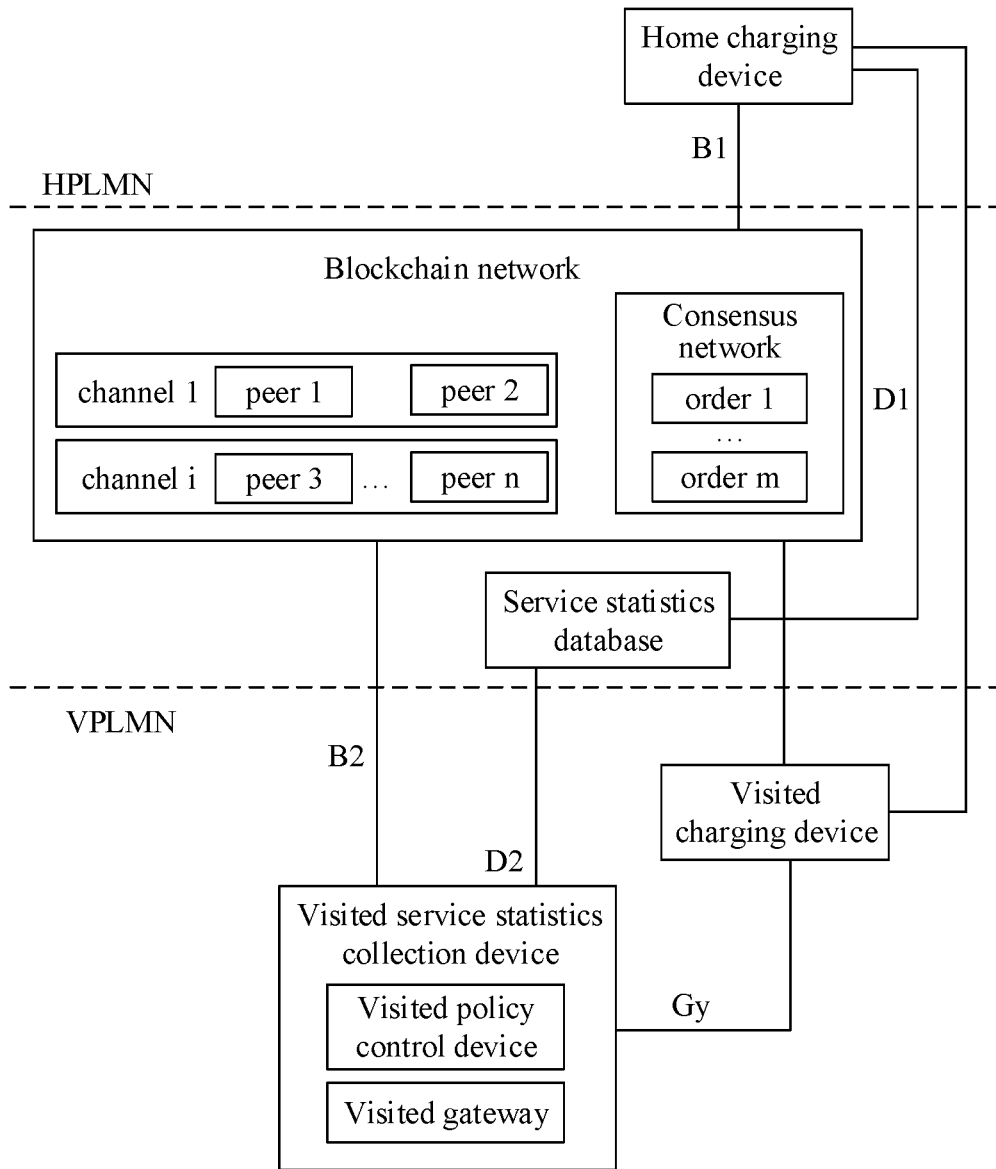 Home charging
device
B1
HPLMN
Blockchain network
Consensus
network
channel 1
peer 1
peer 2
order 1
D1
...
channel i
peer 3
...
peer n
order m
Service statistics
database
VPLMN
B2
Visited
charging device
D2
Visited service statistics
collection device
Visited policy
control device
Gy
Visited gateway